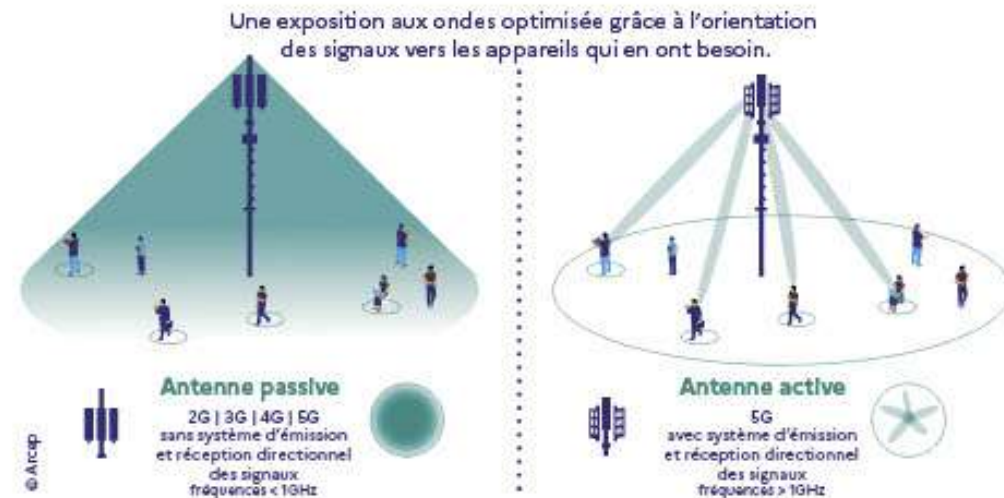 Une exposition aux ondes optimisée grâce à l'orientation
des signaux vers les appareils qui en ont besoin.
Antenne passive
2G | 3G | 4G | 5G
sans système d'émission
et réception directionnel
des signaux
fréquences < 1GHz
Antenne active
5G
avec système d'émission
et réception directionnel
des signaux
fréquences > 1GHz
© Arcep